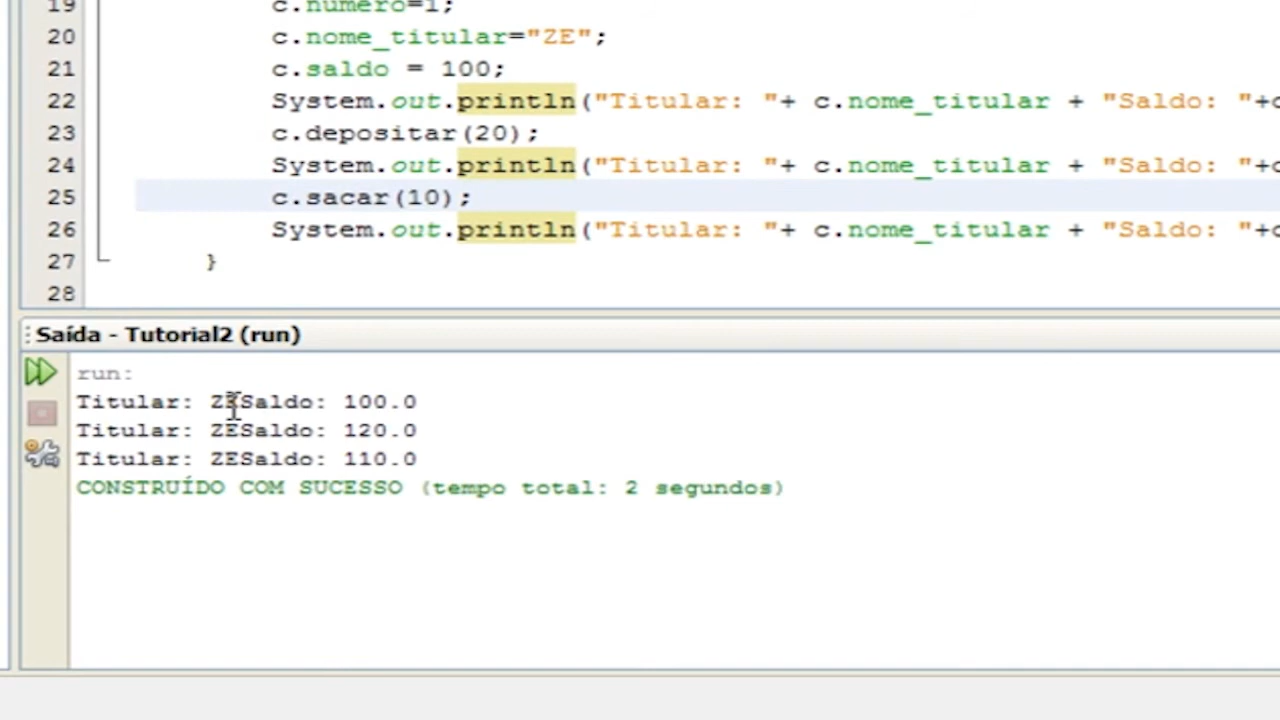 19 c.numero=1;
20 c.nome_titular="ZE";
21 c.saldo = 100;
22 System.out.println("Titular: "+ c.nome_titular + "Saldo: "+c
23 c.depositar(20);
24 System.out.println("Titular: "+ c.nome_titular + "Saldo: "+c
25 c.sacar(10);
26 System.out.println("Titular: "+ c.nome_titular + "Saldo: "+c
27 }
28
Saída - Tutorial2 (run)
run:
Titular: ZESaldo: 100.0
Titular: ZESaldo: 120.0
Titular: ZESaldo: 110.0
CONSTRUÍDO COM SUCESSO (tempo total: 2 segundos)